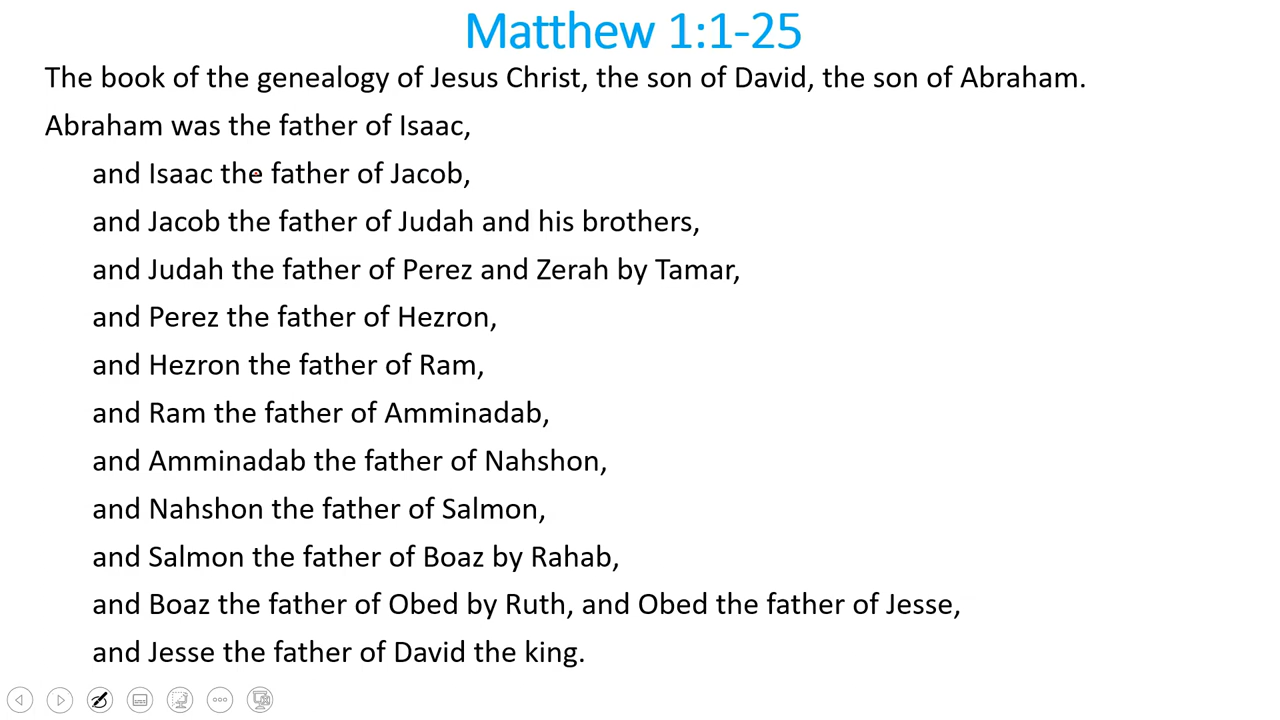 Matthew 1:1-25
The book of the genealogy of Jesus Christ, the son of David, the son of Abraham.
Abraham was the father of Isaac,
and Isaac the father of Jacob,
and Jacob the father of Judah and his brothers,
and Judah the father of Perez and Zerah by Tamar,
and Perez the father of Hezron,
and Hezron the father of Ram,
and Ram the father of Amminadab,
and Amminadab the father of Nahshon,
and Nahshon the father of Salmon,
and Salmon the father of Boaz by Rahab,
and Boaz the father of Obed by Ruth, and Obed the father of Jesse,
and Jesse the father of David the king.